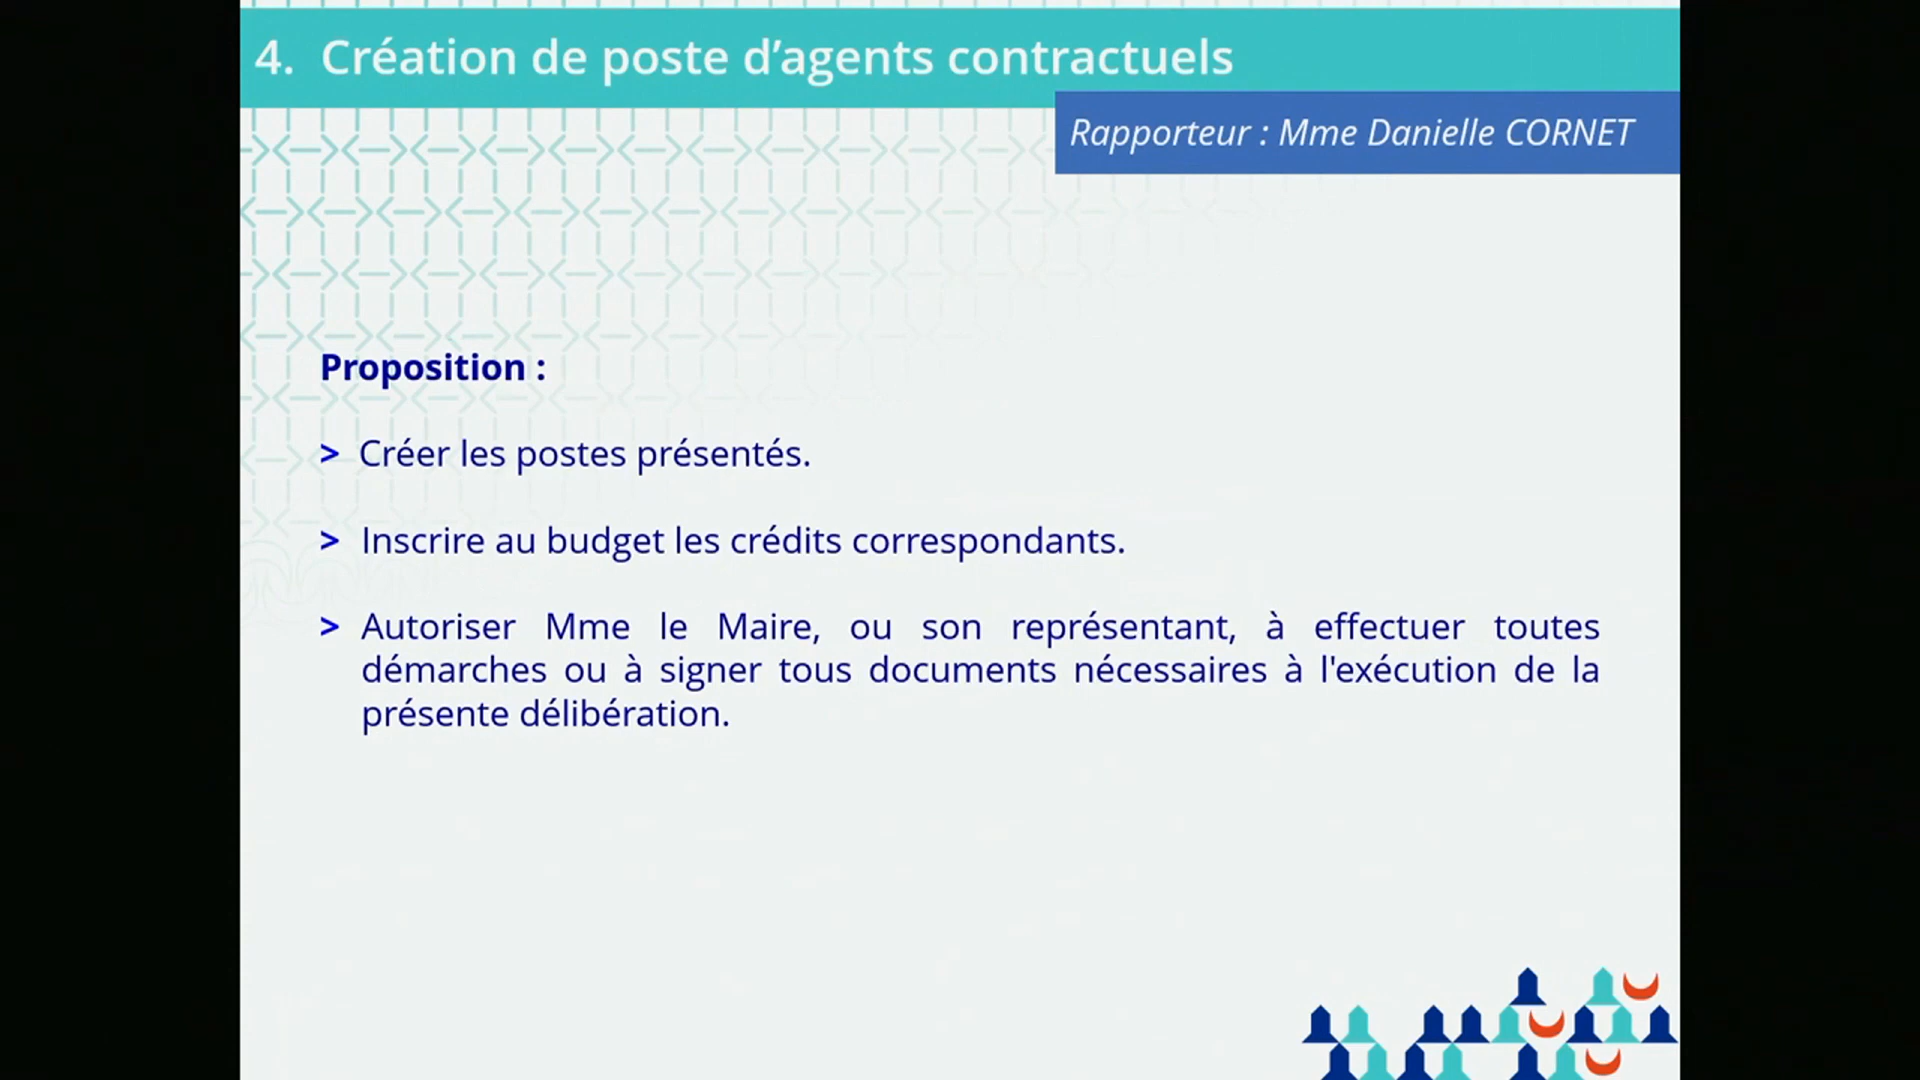 4. Création de poste d’agents contractuels
Rapporteur : Mme Danielle CORNET
Proposition :
> Créer les postes présentés.
> Inscrire au budget les crédits correspondants.
> Autoriser Mme le Maire, ou son représentant, à effectuer toutes
démarches ou à signer tous documents nécessaires à l'exécution de la
présente délibération.